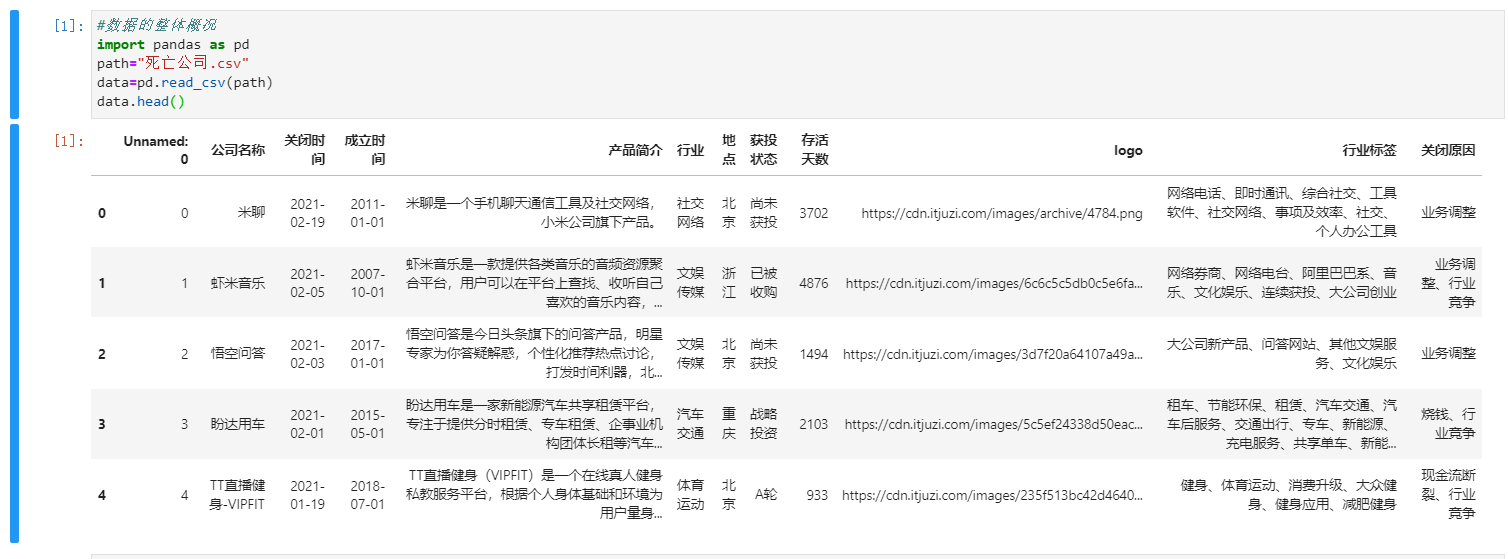 [1]:
#数据的整体概况
import pandas as pd
path="死亡公司.csv"
data=pd.read_csv(path)
data.head()
[1]:
Unnamed: 0 公司名称 关闭时间 成立时间 产品简介 行业 地点 获投状态 存活天数 logo 行业标签 关闭原因
0 0 米聊 2021-02-19 2011-01-01 米聊是一个手机聊天通信工具及社交网络，小米公司旗下产品。 社交网络 北京 尚未获投 3702 https://cdn.itjuzi.com/images/archive/4784.png 网络电话、即时通讯、综合社交、工具软件、社交网络、事项及效率、社交、个人办公工具 业务调整
1 1 虾米音乐 2021-02-05 2007-10-01 虾米音乐是一款提供各类音乐的音频资源聚合平台，用户可以在平台上查找、收听自己喜欢的音乐内容，... 文娱传媒 浙江 已被收购 4876 https://cdn.itjuzi.com/images/6c6c5c5db0c5e6fa... 网络券商、网络电台、阿里巴巴系、音乐、文化娱乐、连续获投、大公司创业 业务调整、行业竞争
2 2 悟空问答 2021-02-03 2017-01-01 悟空问答是今日头条旗下的问答产品，明星专家为你答疑解惑，个性化推荐热点讨论，打发时间利器，北... 文娱传媒 北京 尚未获投 1494 https://cdn.itjuzi.com/images/3d7f20a64107a49a... 大公司新产品、问答网站、其他文娱服务、文化娱乐 业务调整
3 3 盼达用车 2021-02-01 2015-05-01 盼达用车是一家新能源汽车共享租赁平台，专注于提供分时租赁、专车租赁、企事业机构团体长租等汽车... 汽车交通 重庆 战略投资 2103 https://cdn.itjuzi.com/images/5c5ef24338d50eac... 租车、节能环保、租赁、汽车交通、汽车后服务、交通出行、专车、新能源、充电服务、共享单车、新能... 烧钱、行业竞争
4 4 TT直播健身-VIPFIT 2021-01-19 2018-07-01 TT直播健身（VIPFIT）是一个在线真人健身私教服务平台，根据个人身体基础和环境为用户量身... 体育运动 北京 A轮 933 https://cdn.itjuzi.com/images/235f513bc42d4640... 健身、体育运动、消费升级、大众健身、健身应用、减肥健身 现金流断裂、行业竞争